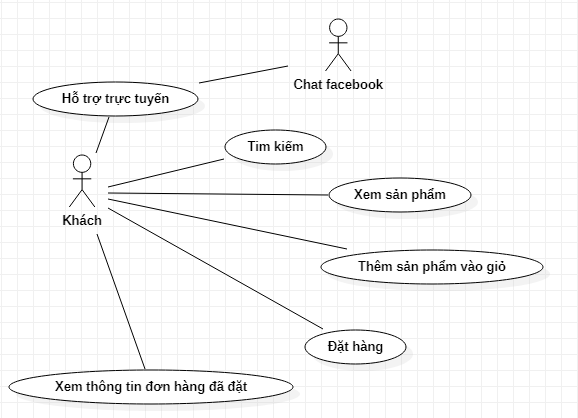 Chat facebook
Hỗ trợ trực tuyến
Tim kiếm
Xem sản phẩm
Khách
Thêm sản phẩm vào giỏ
Đặt hàng
Xem thông tin đơn hàng đã đặt